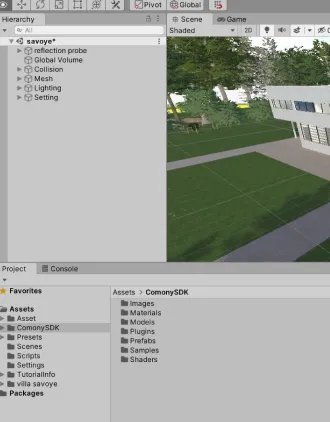 Pivot Global
Hierarchy
All
savoye*
reflection probe
Global Volume
Collision
Mesh
Lighting
Setting
Scene Game
Shaded 2D
Project Console
Favorites
Assets
Asset
ComonySDK
Presets
Scenes
Scripts
Settings
TutorialInfo
villa savoye
Packages
Assets > ComonySDK
Images
Materials
Models
Plugins
Prefabs
Samples
Shaders